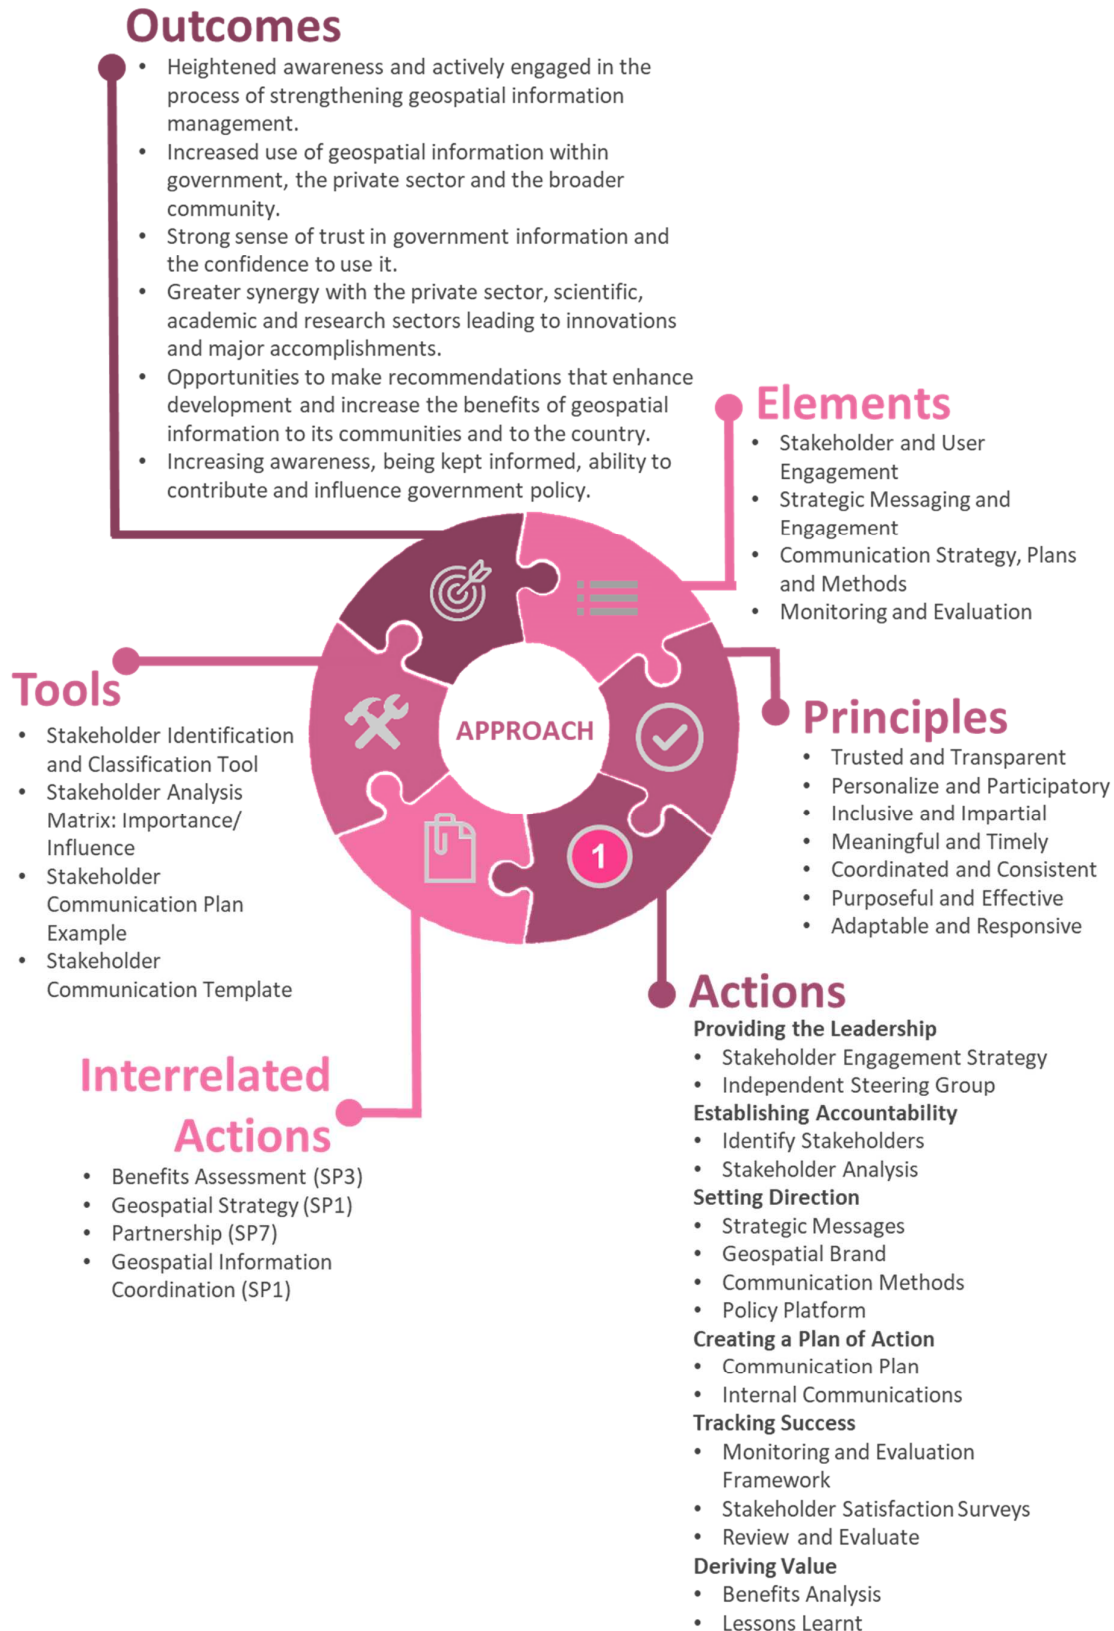 Outcomes
• Heightened awareness and actively engaged in the
process of strengthening geospatial information
management.
• Increased use of geospatial information within
government, the private sector and the broader
community.
• Strong sense of trust in government information and
the confidence to use it.
• Greater synergy with the private sector, scientific,
academic and research sectors leading to innovations
and major accomplishments.
• Opportunities to make recommendations that enhance
development and increase the benefits of geospatial
information to its communities and to the country.
• Increasing awareness, being kept informed, ability to
contribute and influence government policy.
Elements
• Stakeholder and User
Engagement
• Strategic Messaging and
Engagement
• Communication Strategy, Plans
and Methods
• Monitoring and Evaluation
Principles
• Trusted and Transparent
• Personalize and Participatory
• Inclusive and Impartial
• Meaningful and Timely
• Coordinated and Consistent
• Purposeful and Effective
• Adaptable and Responsive
APPROACH
1
Tools
• Stakeholder Identification
and Classification Tool
• Stakeholder Analysis
Matrix: Importance/
Influence
• Stakeholder
Communication Plan
Example
• Stakeholder
Communication Template
Interrelated
Actions
• Benefits Assessment (SP3)
• Geospatial Strategy (SP1)
• Partnership (SP7)
• Geospatial Information
Coordination (SP1)
Actions
Providing the Leadership
• Stakeholder Engagement Strategy
• Independent Steering Group
Establishing Accountability
• Identify Stakeholders
• Stakeholder Analysis
Setting Direction
• Strategic Messages
• Geospatial Brand
• Communication Methods
• Policy Platform
Creating a Plan of Action
• Communication Plan
• Internal Communications
Tracking Success
• Monitoring and Evaluation
Framework
• Stakeholder Satisfaction Surveys
• Review and Evaluate
Deriving Value
• Benefits Analysis
• Lessons Learnt